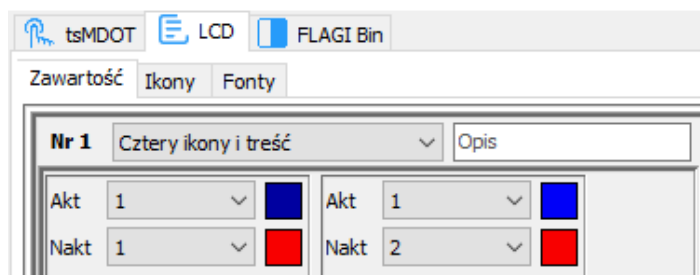 tsMDOT LCD FLAGI Bin
Zawartość Ikony Fonty
Nr 1 Cztery ikony i treść Opis
Akt 1 Akt 1
Nakt 1 Nakt 2